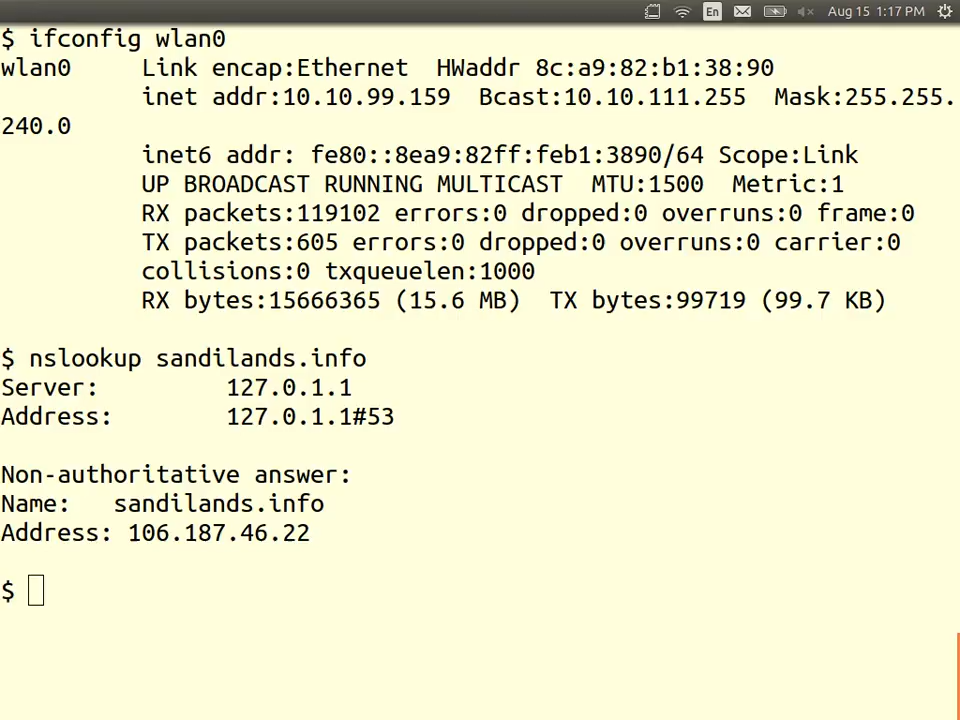 En Aug 15 1:17 PM
$ ifconfig wlan0
wlan0     Link encap:Ethernet  HWaddr 8c:a9:82:b1:38:90
          inet addr:10.10.99.159  Bcast:10.10.111.255  Mask:255.255.
240.0
          inet6 addr: fe80::8ea9:82ff:feb1:3890/64 Scope:Link
          UP BROADCAST RUNNING MULTICAST  MTU:1500  Metric:1
          RX packets:119102 errors:0 dropped:0 overruns:0 frame:0
          TX packets:605 errors:0 dropped:0 overruns:0 carrier:0
          collisions:0 txqueuelen:1000
          RX bytes:15666365 (15.6 MB)  TX bytes:99719 (99.7 KB)
$ nslookup sandilands.info
Server:         127.0.1.1
Address:        127.0.1.1#53
Non-authoritative answer:
Name:   sandilands.info
Address: 106.187.46.22
$